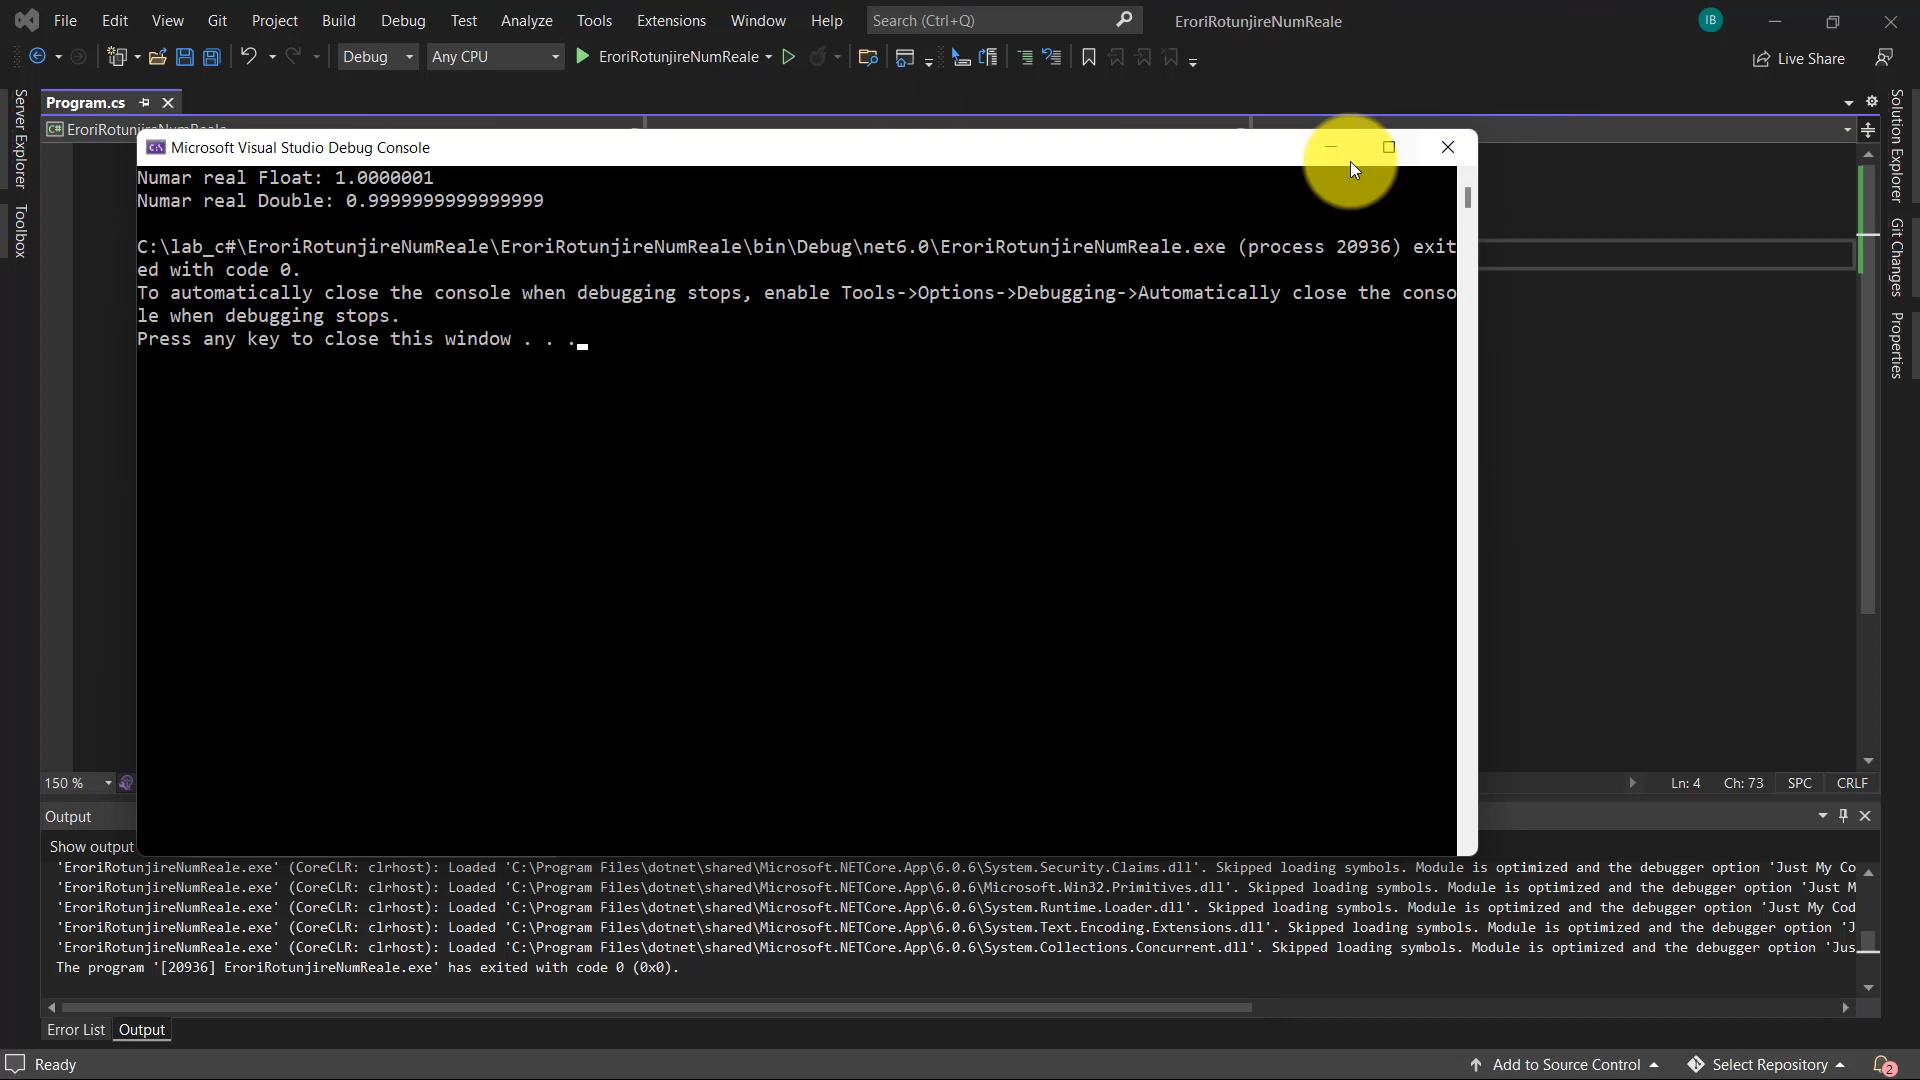 File Edit View Git Project Build Debug Test Analyze Tools Extensions Window Help Search (Ctrl+Q) EroriRotunjireNumReale IB
Debug Any CPU EroriRotunjireNumReale Live Share
Program.cs
C# EroriRotunjireNumReale
Server Explorer
Toolbox
Microsoft Visual Studio Debug Console
Numar real Float: 1.0000001
Numar real Double: 0.9999999999999999
C:\lab_c#\EroriRotunjireNumReale\EroriRotunjireNumReale\bin\Debug\net6.0\EroriRotunjireNumReale.exe (process 20936) exit
ed with code 0.
To automatically close the console when debugging stops, enable Tools->Options->Debugging->Automatically close the conso
le when debugging stops.
Press any key to close this window . . .
Solution Explorer
Git Changes
Properties
150 % Ln: 4 Ch: 73 SPC CRLF
Output
Show output
'EroriRotunjireNumReale.exe' (CoreCLR: clrhost): Loaded 'C:\Program Files\dotnet\shared\Microsoft.NETCore.App\6.0.6\System.Security.Claims.dll'. Skipped loading symbols. Module is optimized and the debugger option 'Just My Co
'EroriRotunjireNumReale.exe' (CoreCLR: clrhost): Loaded 'C:\Program Files\dotnet\shared\Microsoft.NETCore.App\6.0.6\Microsoft.Win32.Primitives.dll'. Skipped loading symbols. Module is optimized and the debugger option 'Just M
'EroriRotunjireNumReale.exe' (CoreCLR: clrhost): Loaded 'C:\Program Files\dotnet\shared\Microsoft.NETCore.App\6.0.6\System.Runtime.Loader.dll'. Skipped loading symbols. Module is optimized and the debugger option 'Just My Cod
'EroriRotunjireNumReale.exe' (CoreCLR: clrhost): Loaded 'C:\Program Files\dotnet\shared\Microsoft.NETCore.App\6.0.6\System.Text.Encoding.Extensions.dll'. Skipped loading symbols. Module is optimized and the debugger option 'J
'EroriRotunjireNumReale.exe' (CoreCLR: clrhost): Loaded 'C:\Program Files\dotnet\shared\Microsoft.NETCore.App\6.0.6\System.Collections.Concurrent.dll'. Skipped loading symbols. Module is optimized and the debugger option 'Jus
The program '[20936] EroriRotunjireNumReale.exe' has exited with code 0 (0x0).
Error List Output
Ready Add to Source Control Select Repository 2